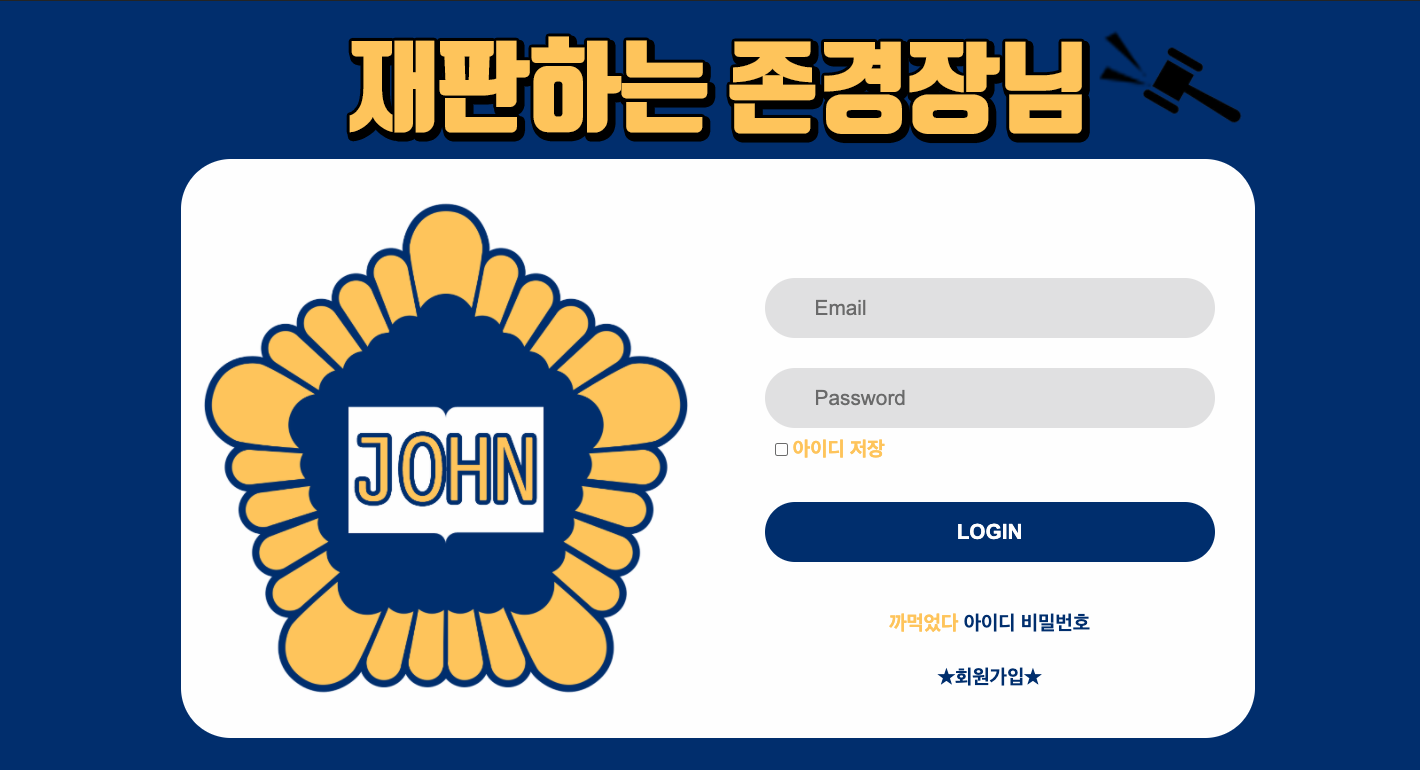 재판하는 존경장님
JOHN
Email
Password
아이디 저장
LOGIN
까먹었다 아이디 비밀번호
★회원가입★